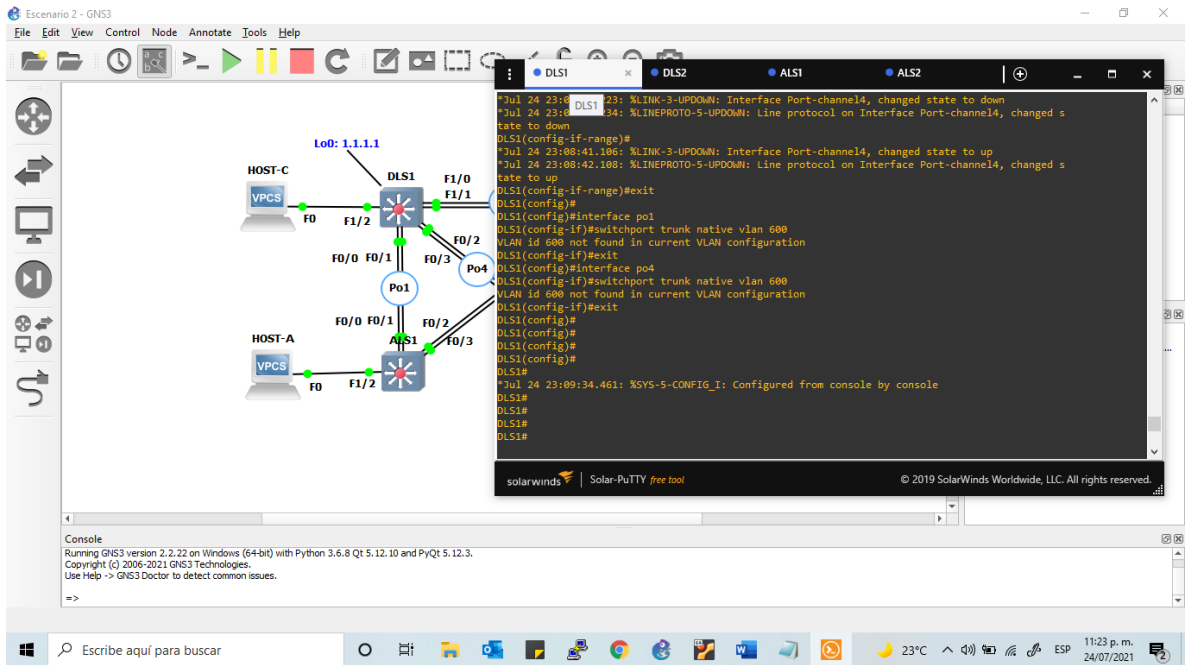 Escenario 2 - GNS3
File Edit View Control Node Annotate Tools Help
DLS1
DLS2
ALS1
ALS2
DLS1
*Jul 24 23:0 :23: %LINK-3-UPDOWN: Interface Port-channel4, changed state to down
*Jul 24 23:0 :34: %LINEPROTO-5-UPDOWN: Line protocol on Interface Port-channel4, changed s
tate to down
DLS1(config-if-range)#
*Jul 24 23:08:41.106: %LINK-3-UPDOWN: Interface Port-channel4, changed state to up
*Jul 24 23:08:42.108: %LINEPROTO-5-UPDOWN: Line protocol on Interface Port-channel4, changed s
tate to up
DLS1(config-if-range)#exit
DLS1(config)#
DLS1(config)#interface po1
DLS1(config-if)#switchport trunk native vlan 600
VLAN id 600 not found in current VLAN configuration
DLS1(config-if)#exit
DLS1(config)#interface po4
DLS1(config-if)#switchport trunk native vlan 600
VLAN id 600 not found in current VLAN configuration
DLS1(config-if)#exit
DLS1(config)#
DLS1(config)#
DLS1(config)#
DLS1(config)#
DLS1#
*Jul 24 23:09:34.461: %SYS-5-CONFIG_I: Configured from console by console
DLS1#
DLS1#
DLS1#
DLS1#
solarwinds
Solar-PuTTY free tool
© 2019 SolarWinds Worldwide, LLC. All rights reserved.
Lo0: 1.1.1.1
HOST-C
DLS1
F1/0
VPCS
F1/1
F0
F1/2
F0/2
F0/0 F0/1
F0/3
Po4
Po1
F0/0 F0/1
F0/2
HOST-A
ALS1
F0/3
VPCS
F0
F1/2
Console
Running GNS3 version 2.2.22 on Windows (64-bit) with Python 3.6.8 Qt 5.12.10 and PyQt 5.12.3.
Copyright (c) 2006-2021 GNS3 Technologies.
Use Help -> GNS3 Doctor to detect common issues.
=>
Escribe aquí para buscar
23°C
ESP
11:23 p. m.
24/07/2021
2